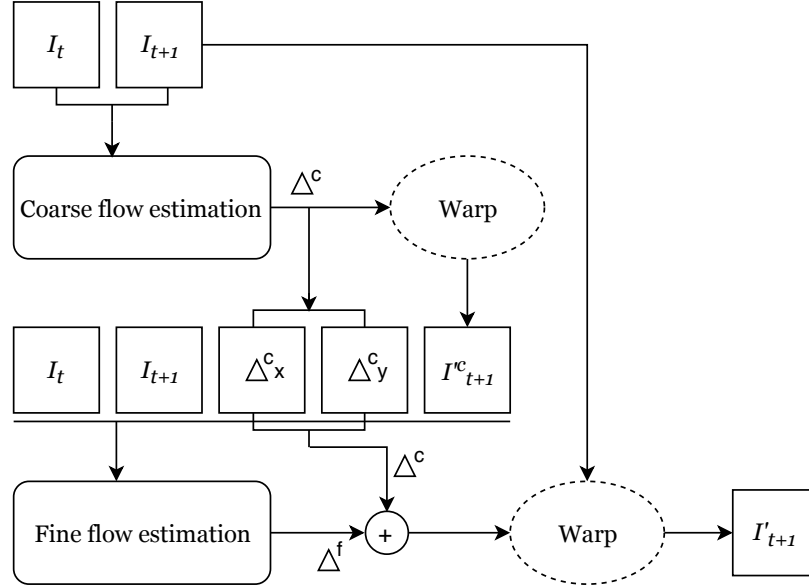 I_t I_{t+1}
Coarse flow estimation Δ^c Warp
I_t I_{t+1} Δ^c_x Δ^c_y I'^c_{t+1}
Δ^c
Fine flow estimation Δ^f + Warp I'_{t+1}